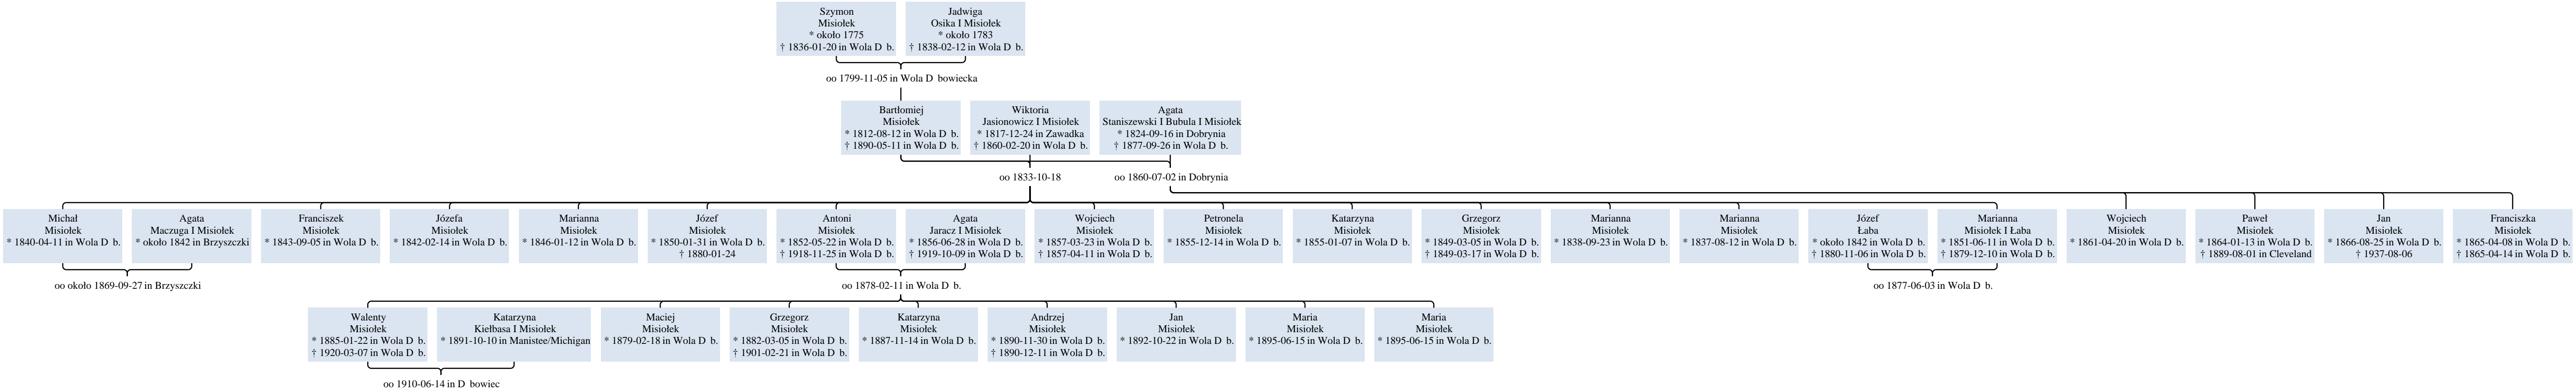 Szymon
Misiołek
* około 1775
† 1836-01-20 in Wola D b.
Jadwiga
Osika I Misiołek
* około 1783
† 1838-02-12 in Wola D b.
oo 1799-11-05 in Wola D bowiecka
Bartłomiej
Misiołek
* 1812-08-12 in Wola D b.
† 1890-05-11 in Wola D b.
Wiktoria
Jasionowicz I Misiołek
* 1817-12-24 in Zawadka
† 1860-02-20 in Wola D b.
Agata
Staniszewski I Bubula I Misiołek
* 1824-09-16 in Dobrynia
† 1877-09-26 in Wola D b.
oo 1833-10-18
oo 1860-07-02 in Dobrynia
Michał
Misiołek
* 1840-04-11 in Wola D b.
Agata
Maczuga I Misiołek
* około 1842 in Brzyszczki
Franciszek
Misiołek
* 1843-09-05 in Wola D b.
Józefa
Misiołek
* 1842-02-14 in Wola D b.
Marianna
Misiołek
* 1846-01-12 in Wola D b.
Józef
Misiołek
* 1850-01-31 in Wola D b.
† 1880-01-24
Antoni
Misiołek
* 1852-05-22 in Wola D b.
† 1918-11-25 in Wola D b.
Agata
Jaracz I Misiołek
* 1856-06-28 in Wola D b.
† 1919-10-09 in Wola D b.
Wojciech
Misiołek
* 1857-03-23 in Wola D b.
† 1857-04-11 in Wola D b.
Petronela
Misiołek
* 1855-12-14 in Wola D b.
Katarzyna
Misiołek
* 1855-01-07 in Wola D b.
Grzegorz
Misiołek
* 1849-03-05 in Wola D b.
† 1849-03-17 in Wola D b.
Marianna
Misiołek
* 1838-09-23 in Wola D b.
Marianna
Misiołek
* 1837-08-12 in Wola D b.
Józef
Łaba
* około 1842 in Wola D b.
† 1880-11-06 in Wola D b.
Marianna
Misiołek I Łaba
* 1851-06-11 in Wola D b.
† 1879-12-10 in Wola D b.
Wojciech
Misiołek
* 1861-04-20 in Wola D b.
Paweł
Misiołek
* 1864-01-13 in Wola D b.
† 1889-08-01 in Cleveland
Jan
Misiołek
* 1866-08-25 in Wola D b.
† 1937-08-06
Franciszka
Misiołek
* 1865-04-08 in Wola D b.
† 1865-04-14 in Wola D b.
oo około 1869-09-27 in Brzyszczki
oo 1878-02-11 in Wola D b.
oo 1877-06-03 in Wola D b.
Walenty
Misiołek
* 1885-01-22 in Wola D b.
† 1920-03-07 in Wola D b.
Katarzyna
Kiełbasa I Misiołek
* 1891-10-10 in Manistee/Michigan
Maciej
Misiołek
* 1879-02-18 in Wola D b.
Grzegorz
Misiołek
* 1882-03-05 in Wola D b.
† 1901-02-21 in Wola D b.
Katarzyna
Misiołek
* 1887-11-14 in Wola D b.
Andrzej
Misiołek
* 1890-11-30 in Wola D b.
† 1890-12-11 in Wola D b.
Jan
Misiołek
* 1892-10-22 in Wola D b.
Maria
Misiołek
* 1895-06-15 in Wola D b.
Maria
Misiołek
* 1895-06-15 in Wola D b.
oo 1910-06-14 in D bowiec